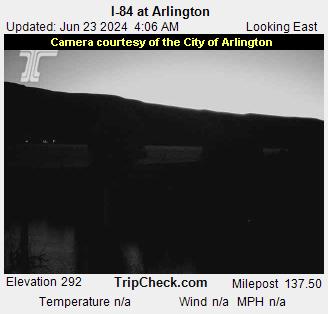 I-84 at Arlington
Updated: Jun 23 2024 4:06 AM Looking East
Camera courtesy of the City of Arlington
Elevation 292 TripCheck.com Milepost 137.50
Temperature n/a Wind n/a MPH n/a